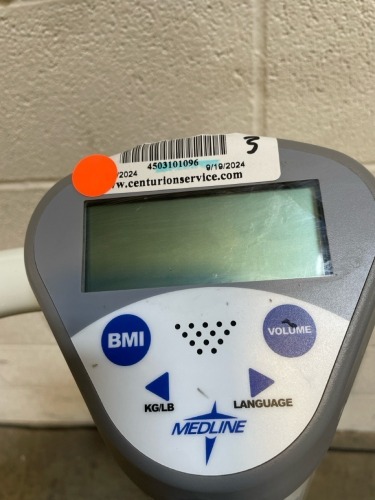 3
4503101096
/2024 9/19/2024
w.centurionservice.com
BMI
VOLUME
KG/LB
LANGUAGE
MEDLINE